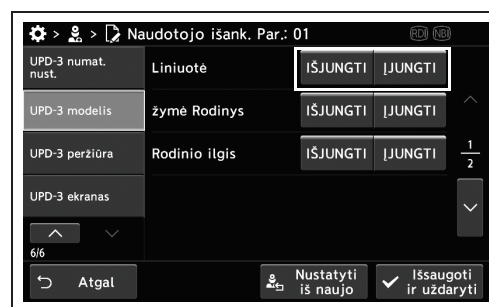 > > Naudotojo išank. Par.: 01 RDI NBI
UPD-3 numat.
nust.
Liniuotė IŠJUNGTI ĮJUNGTI
UPD-3 modelis
žymė Rodinys IŠJUNGTI ĮJUNGTI
UPD-3 peržiūra
Rodinio ilgis IŠJUNGTI ĮJUNGTI
1
2
UPD-3 ekranas
6/6
Atgal
Nustatyti
iš naujo
Išsaugoti
ir uždaryti